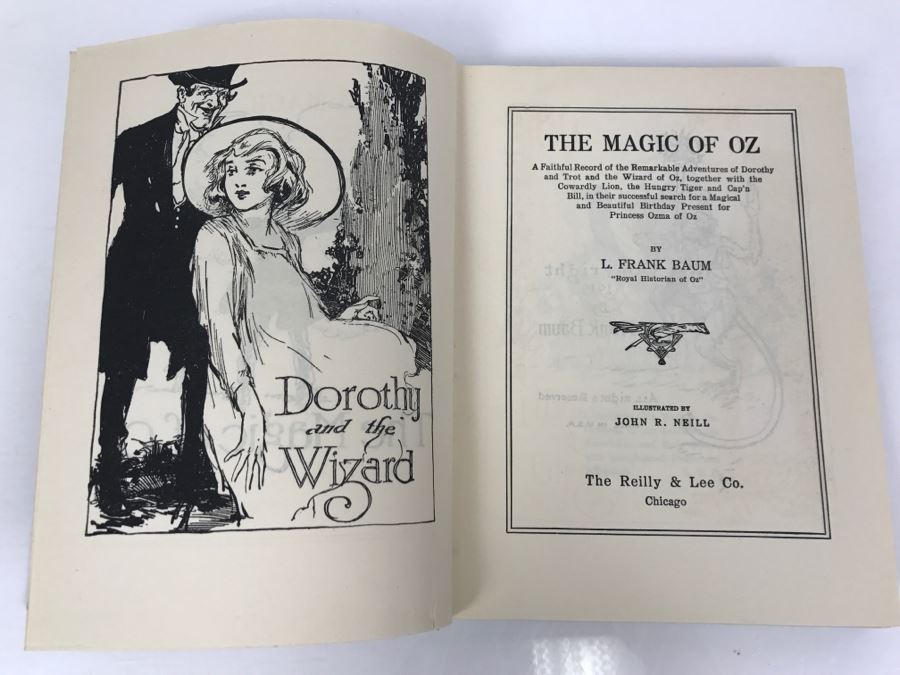 Dorothy
and the
Wizard
THE MAGIC OF OZ
A Faithful Record of the Remarkable Adventures of Dorothy
and Trot and the Wizard of Oz, together with the
Cowardly Lion, the Hungry Tiger and Cap'n
Bill, in their successful search for a Magical
and Beautiful Birthday Present for
Princess Ozma of Oz
BY
L. FRANK BAUM
"Royal Historian of Oz"
ILLUSTRATED BY
JOHN R. NEILL
The Reilly & Lee Co.
Chicago